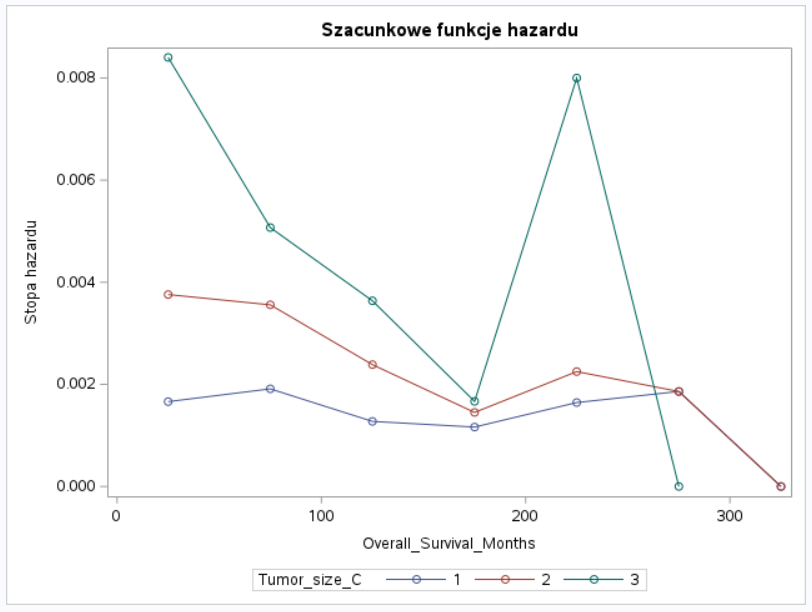 Szacunkowe funkcje hazardu
0.008
0.006
0.004
0.002
0.000
Stopa hazardu
0 100 200 300
Overall_Survival_Months
Tumor_size_C 1 2 3